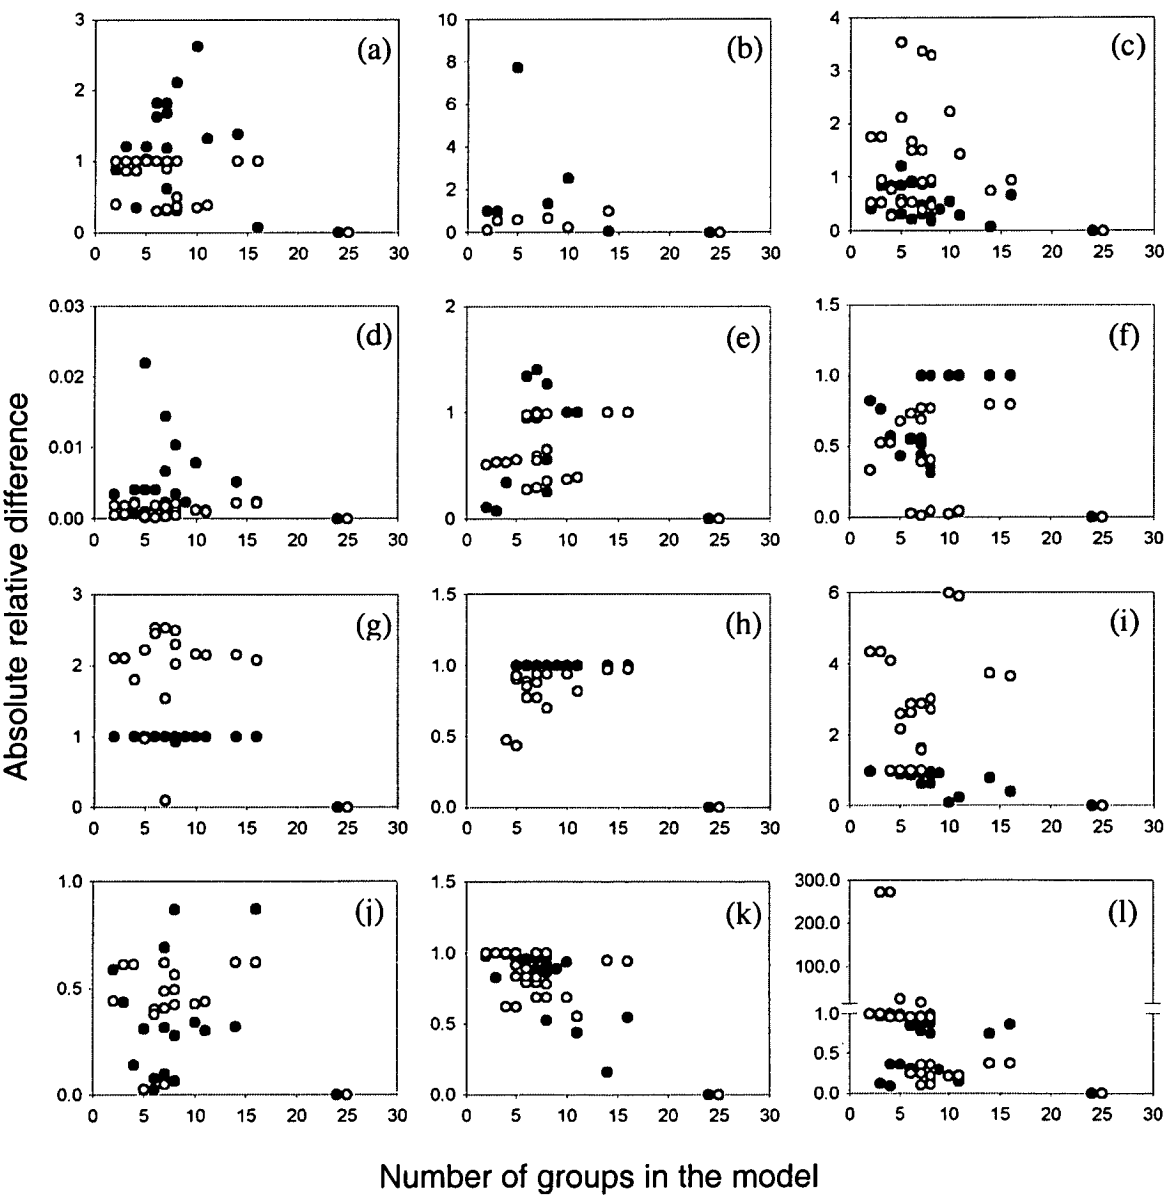 3
2
1
0
0 5 10 15 20 25 30
(a)
10
8
6
4
2
0
0 5 10 15 20 25 30
(b)
4
3
2
1
0
0 5 10 15 20 25 30
(c)
0.03
0.02
0.01
0.00
0 5 10 15 20 25 30
(d)
2
1
0
0 5 10 15 20 25 30
(e)
1.5
1.0
0.5
0.0
0 5 10 15 20 25 30
(f)
3
2
1
0
0 5 10 15 20 25 30
(g)
1.5
1.0
0.5
0.0
0 5 10 15 20 25 30
(h)
6
4
2
0
0 5 10 15 20 25 30
(i)
1.0
0.5
0.0
0 5 10 15 20 25 30
(j)
1.5
1.0
0.5
0.0
0 5 10 15 20 25 30
(k)
300.0
200.0
100.0
1.0
0.5
0.0
0 5 10 15 20 25 30
(l)
Absolute relative difference
Number of groups in the model